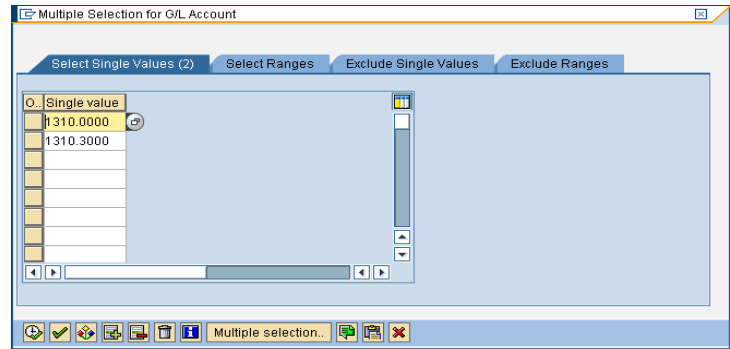 Multiple Selection for G/L Account
Select Single Values (2) Select Ranges Exclude Single Values Exclude Ranges
O.. Single value
1310.0000
1310.3000
Multiple selection..